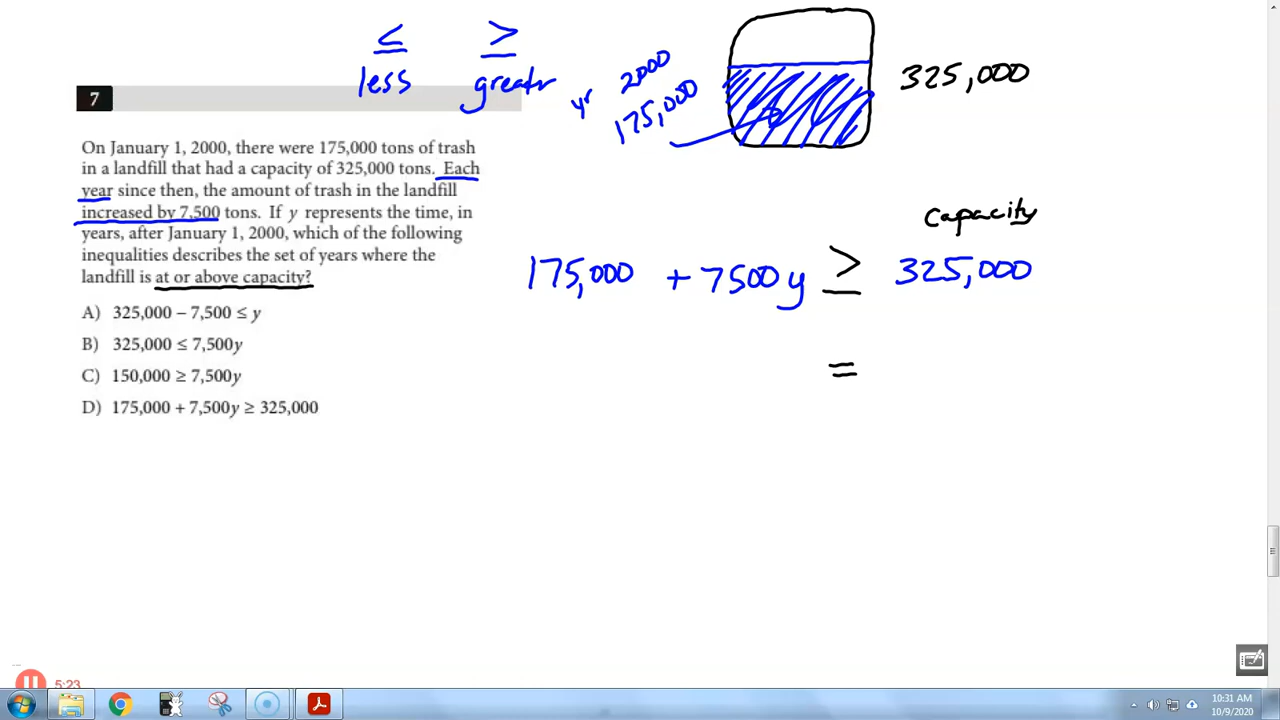 ≤ ≥
less greater
yr 2000
175,000
325,000
7
On January 1, 2000, there were 175,000 tons of trash
in a landfill that had a capacity of 325,000 tons. Each
year since then, the amount of trash in the landfill
increased by 7,500 tons. If y represents the time, in
years, after January 1, 2000, which of the following
inequalities describes the set of years where the
landfill is at or above capacity?
A) 325,000 − 7,500 ≤ y
B) 325,000 ≤ 7,500y
C) 150,000 ≥ 7,500y
D) 175,000 + 7,500y ≥ 325,000
capacity
175,000 + 7500y ≥ 325,000
=
5:23
10:31 AM
10/9/2020